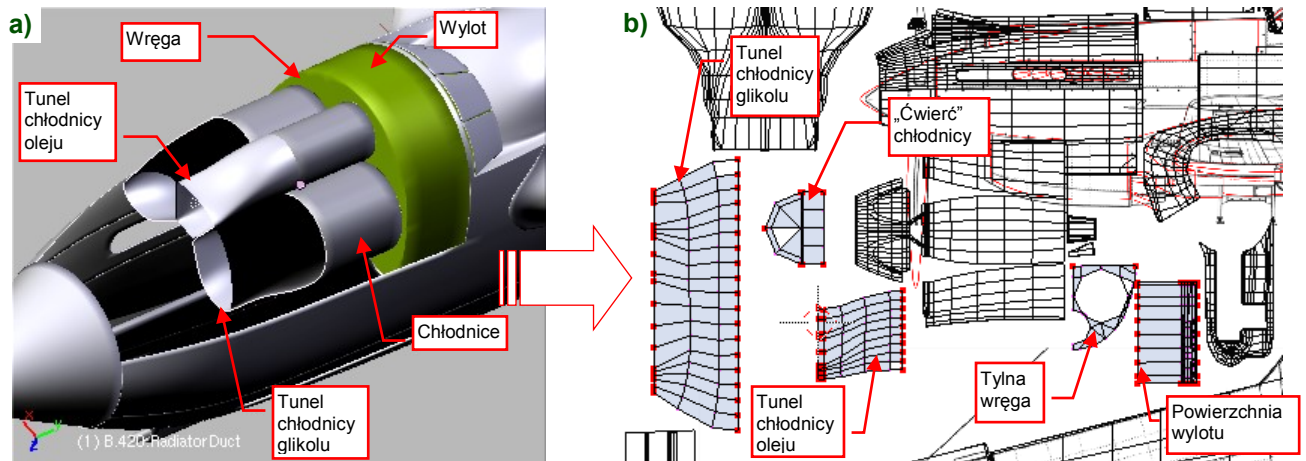 a)
Wręga
Wylot
Tunel
chłodnicy
oleju
Chłodnice
Tunel
chłodnicy
glikolu
x
y
z
(1) B.420.Radiator Duct
b)
Tunel
chłodnicy
glikolu
„Ćwierć”
chłodnicy
Tunel
chłodnicy
oleju
Tylna
wręga
Powierzchnia
wylotu